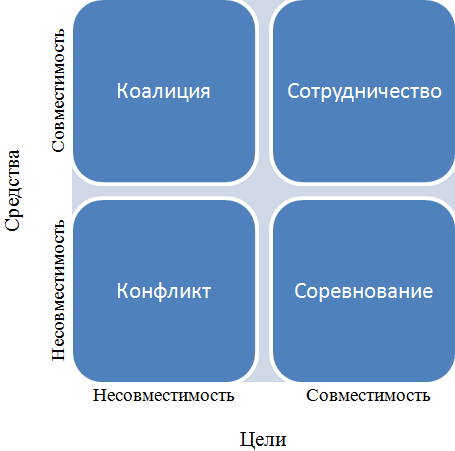 Средства
Совместимость
Коалиция
Сотрудничество
Несовместимость
Конфликт
Соревнование
Несовместимость
Совместимость
Цели